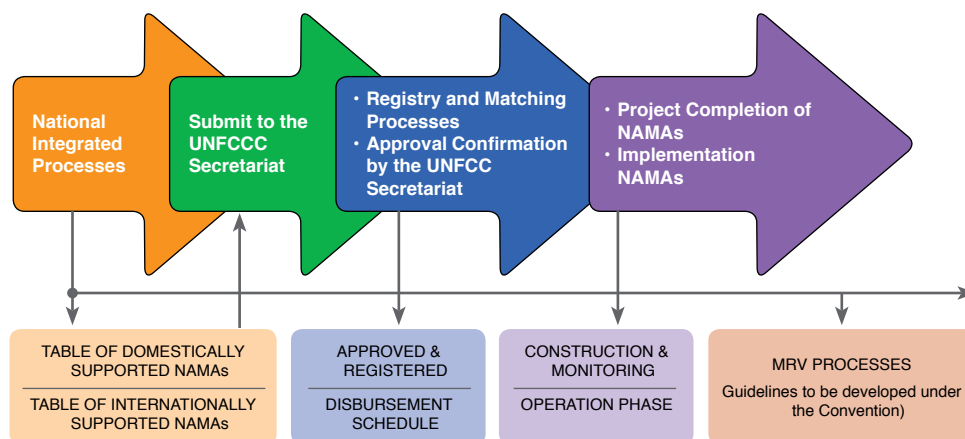 National
Integrated
Processes
Submit to the
UNFCCC
Secretariat
• Registry and Matching
Processes
• Approval Confirmation
by the UNFCC
Secretariat
• Project Completion of
NAMAs
• Implementation
NAMAs
TABLE OF DOMESTICALLY
SUPPORTED NAMAs
TABLE OF INTERNATIONALLY
SUPPORTED NAMAs
APPROVED &
REGISTERED
DISBURSEMENT
SCHEDULE
CONSTRUCTION &
MONITORING
OPERATION PHASE
MRV PROCESSES
Guidelines to be developed under
the Convention)